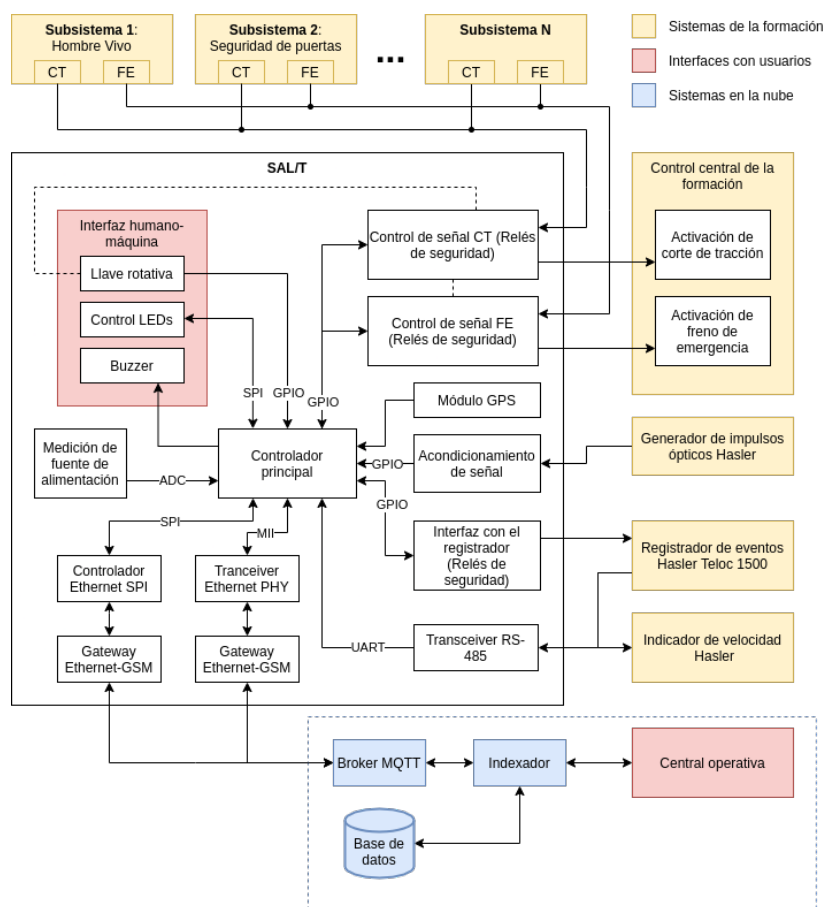 Subsistema 1:
Hombre Vivo
CT
FE
Subsistema 2:
Seguridad de puertas
CT
FE
...
Subsistema N
CT
FE
Sistemas de la formación
Interfaces con usuarios
Sistemas en la nube
SAL/T
Interfaz humano-
máquina
Llave rotativa
Control LEDs
Buzzer
Control de señal CT (Relés
de seguridad)
Control de señal FE
(Relés de seguridad)
Control central de la
formación
Activación de
corte de tracción
Activación de
freno de
emergencia
SPI
GPIO
GPIO
Módulo GPS
Medición de
fuente de
alimentación
ADC
Controlador
principal
GPIO
Acondicionamiento
de señal
Generador de impulsos
ópticos Hasler
GPIO
SPI
MII
Interfaz con el
registrador
(Relés de
seguridad)
Registrador de eventos
Hasler Teloc 1500
Controlador
Ethernet SPI
Tranceiver
Ethernet PHY
UART
Transceiver RS-
485
Indicador de velocidad
Hasler
Gateway
Ethernet-GSM
Gateway
Ethernet-GSM
Broker MQTT
Indexador
Central operativa
Base de
datos